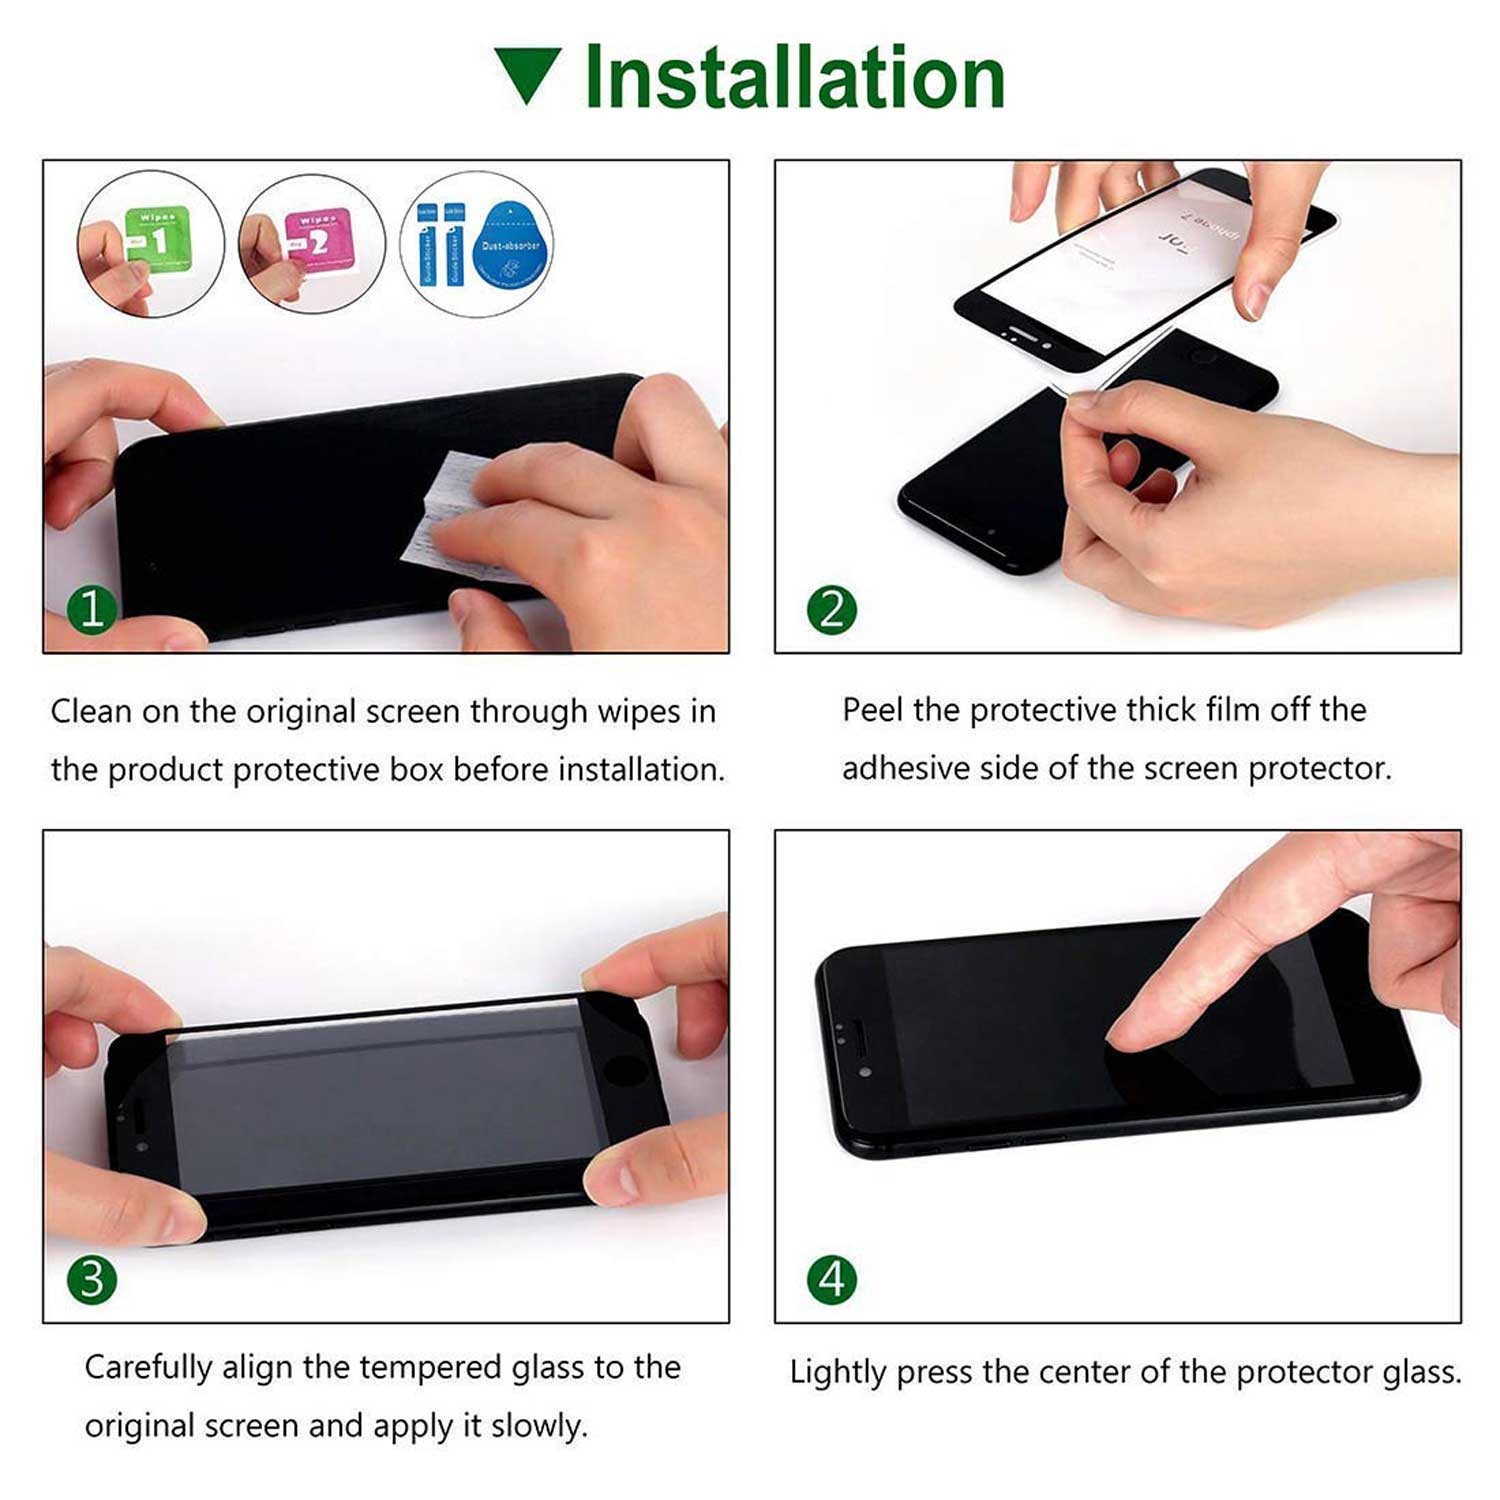 ▼ Installation
Wipes
1
Wipes
2
Guide Sticker
Guide Sticker
Dust-absorber
For
iphone 7
1
2
Clean on the original screen through wipes in
the product protective box before installation.
Peel the protective thick film off the
adhesive side of the screen protector.
3
4
Carefully align the tempered glass to the
original screen and apply it slowly.
Lightly press the center of the protector glass.